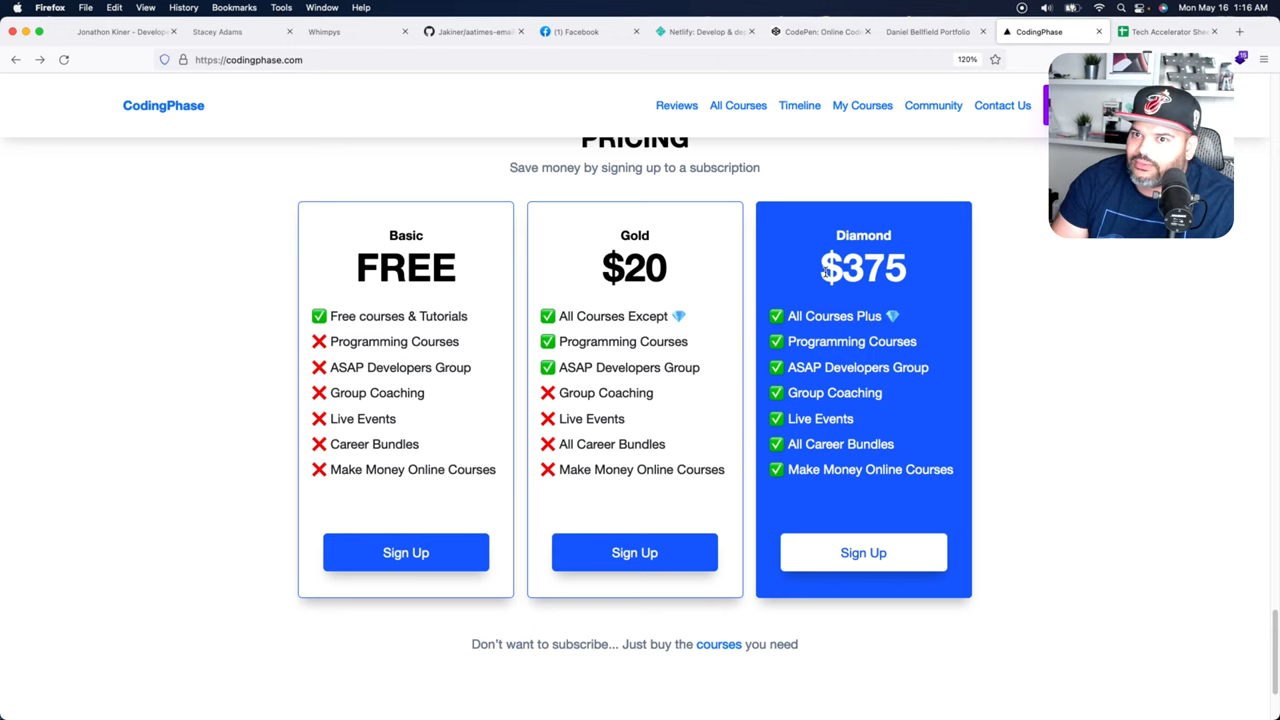 Firefox File Edit View History Bookmarks Tools Window Help Mon May 16 1:16 AM
Jonathon Kiner - Develope Stacey Adams Whimpys Jakiner/aatimes-email (1) Facebook Netlify: Develop & dep CodePen: Online Code Daniel Bellfield Portfolio CodingPhase Tech Accelerator She
https://codingphase.com 120% 15
CodingPhase Reviews All Courses Timeline My Courses Community Contact Us
PRICING
Save money by signing up to a subscription
Basic
FREE
Free courses & Tutorials
Programming Courses
ASAP Developers Group
Group Coaching
Live Events
Career Bundles
Make Money Online Courses
Sign Up
Gold
$20
All Courses Except
Programming Courses
ASAP Developers Group
Group Coaching
Live Events
All Career Bundles
Make Money Online Courses
Sign Up
Diamond
$375
All Courses Plus
Programming Courses
ASAP Developers Group
Group Coaching
Live Events
All Career Bundles
Make Money Online Courses
Sign Up
Don't want to subscribe... Just buy the courses you need